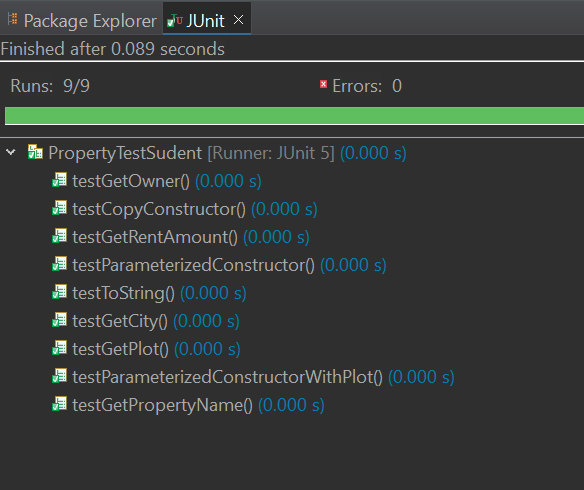 Package Explorer JUnit
Finished after 0.089 seconds
Runs: 9/9 Errors: 0
PropertyTestSudent [Runner: JUnit 5] (0.000 s)
testGetOwner() (0.000 s)
testCopyConstructor() (0.000 s)
testGetRentAmount() (0.000 s)
testParameterizedConstructor() (0.000 s)
testToString() (0.000 s)
testGetCity() (0.000 s)
testGetPlot() (0.000 s)
testParameterizedConstructorWithPlot() (0.000 s)
testGetPropertyName() (0.000 s)